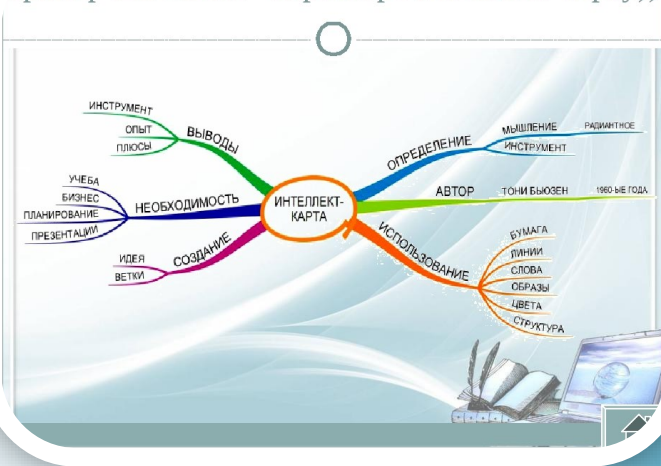 ИНТЕЛЛЕКТ-
КАРТА
ОПРЕДЕЛЕНИЕ
МЫШЛЕНИЕ
РАДИАНТНОЕ
ИНСТРУМЕНТ
АВТОР
ТОНИ БЬЮЗЕН
1960-ЫЕ ГОДА
ИСПОЛЬЗОВАНИЕ
БУМАГА
ЛИНИИ
СЛОВА
ОБРАЗЫ
ЦВЕТА
СТРУКТУРА
СОЗДАНИЕ
ИДЕЯ
ВЕТКИ
НЕОБХОДИМОСТЬ
УЧЕБА
БИЗНЕС
ПЛАНИРОВАНИЕ
ПРЕЗЕНТАЦИИ
ВЫВОДЫ
ИНСТРУМЕНТ
ОПЫТ
ПЛЮСЫ